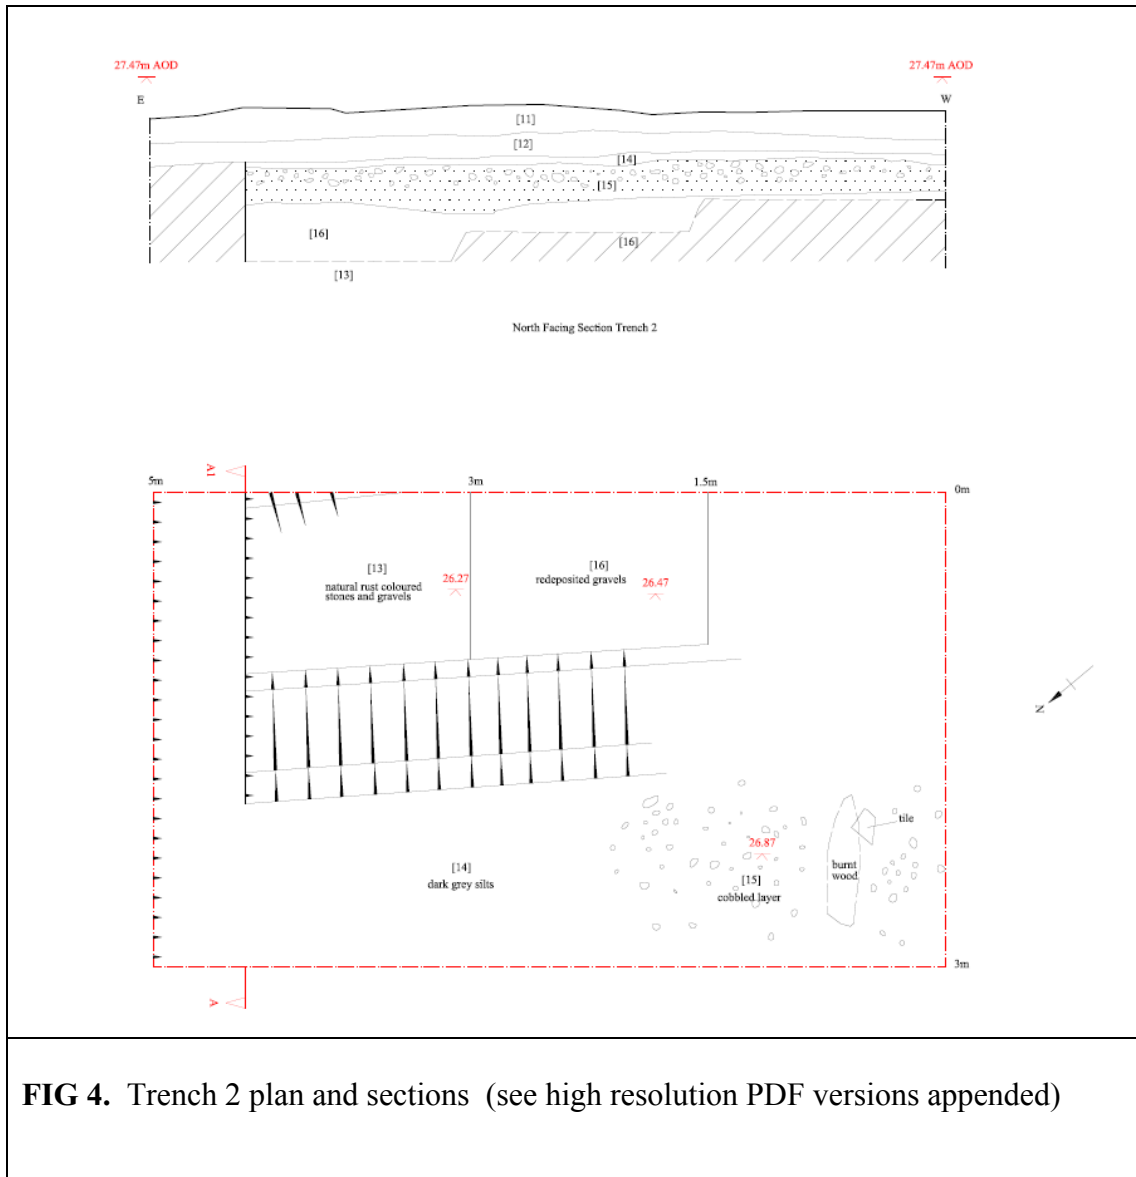 27.47m AOD
27.47m AOD
E
W
[11]
[12]
[14]
[15]
[16]
[16]
[13]
North Facing Section Trench 2
A1
5m
3m
1.5m
0m
[13]
natural rust coloured
stones and gravels
26.27
[16]
redeposited gravels
26.47
N
tile
26.87
burnt
wood
[14]
dark grey silts
[15]
cobbled layer
3m
A
FIG 4. Trench 2 plan and sections (see high resolution PDF versions appended)